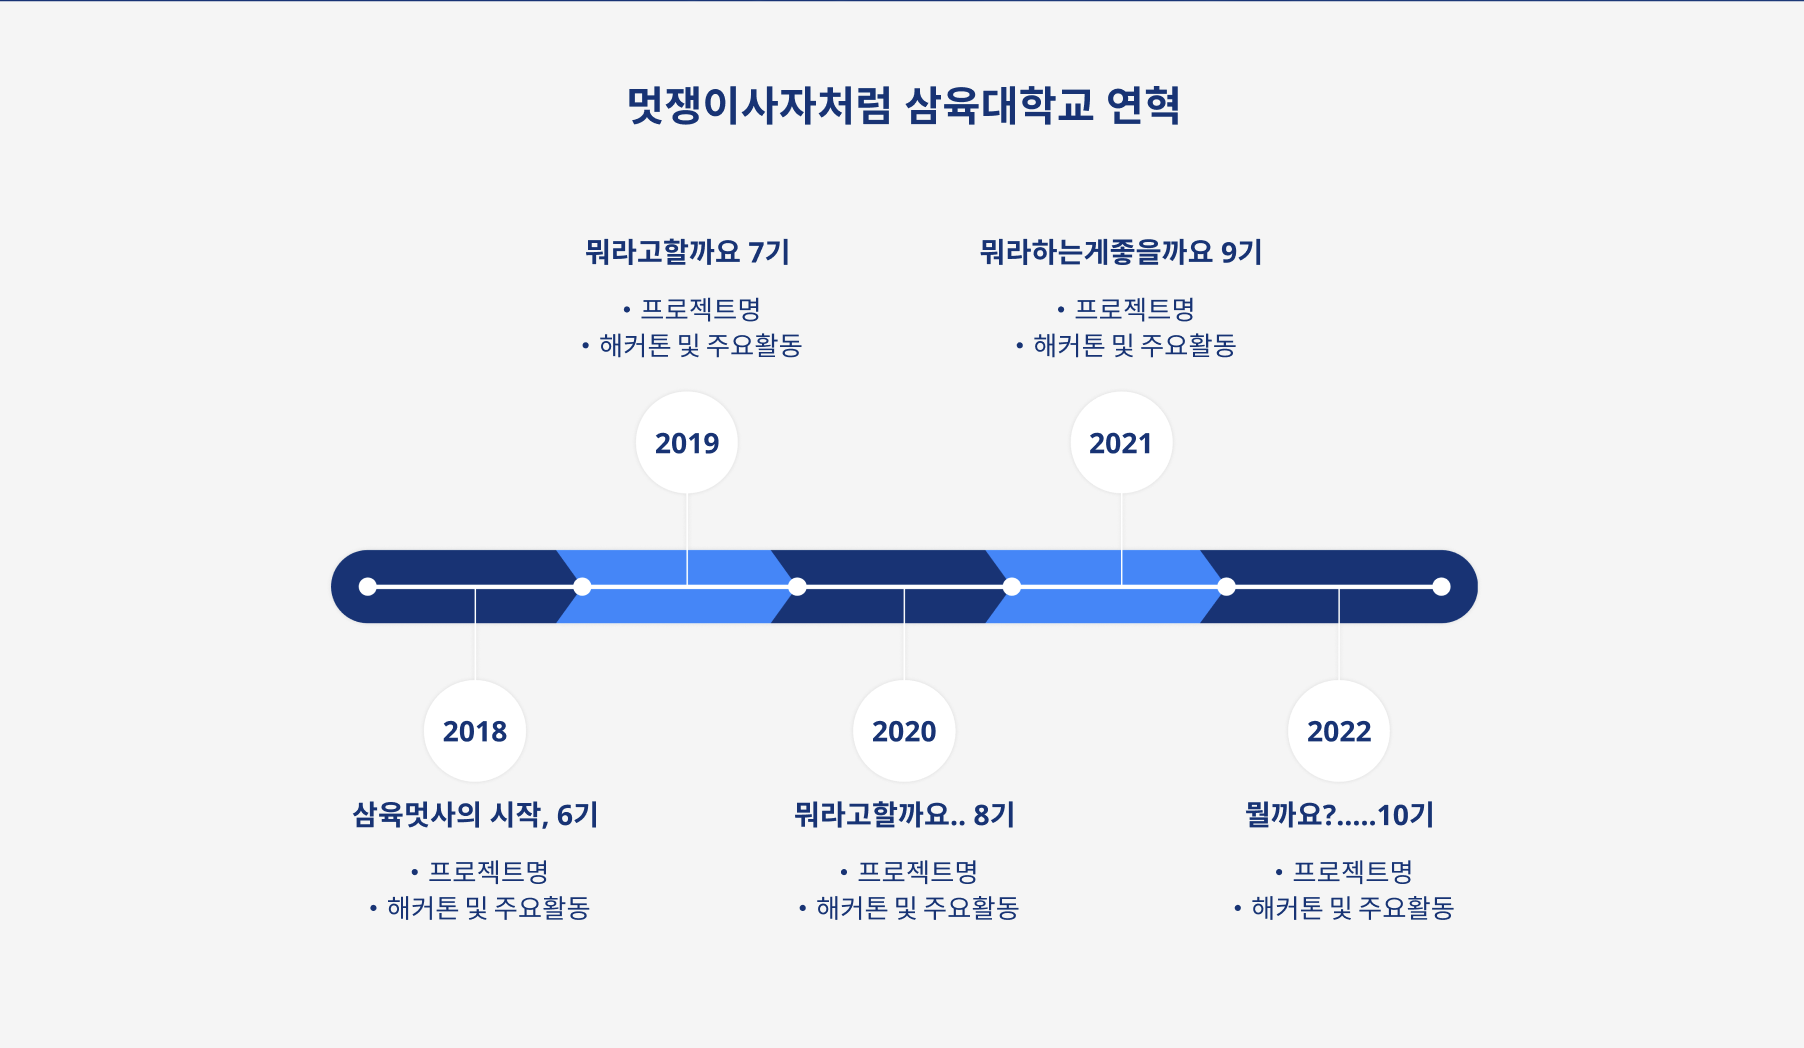 멋쟁이사자처럼 삼육대학교 연혁
뭐라고할까요 7기
• 프로젝트명
• 해커톤 및 주요활동
2019
뭐라하는게좋을까요 9기
• 프로젝트명
• 해커톤 및 주요활동
2021
2018
삼육멋사의 시작, 6기
• 프로젝트명
• 해커톤 및 주요활동
2020
뭐라고할까요.. 8기
• 프로젝트명
• 해커톤 및 주요활동
2022
뭘까요?.....10기
• 프로젝트명
• 해커톤 및 주요활동